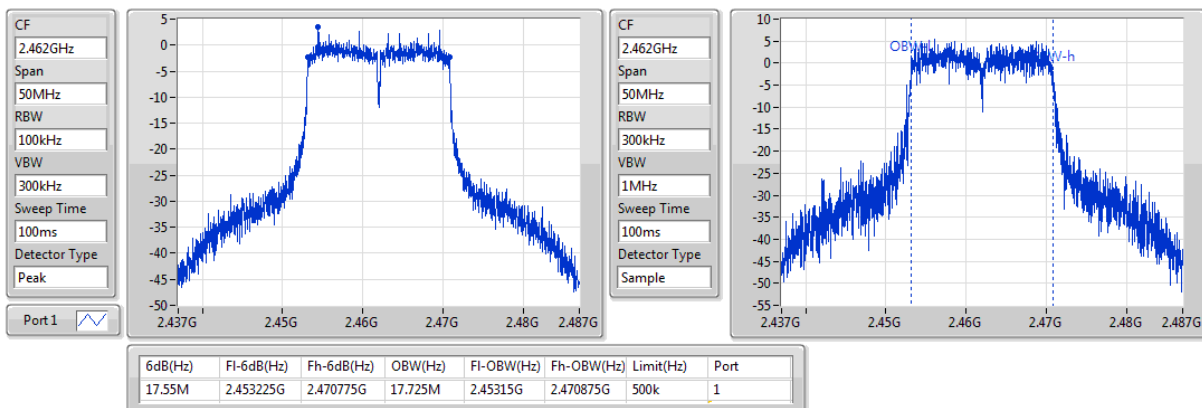 CF
2.462GHz
Span
50MHz
RBW
100kHz
VBW
300kHz
Sweep Time
100ms
Detector Type
Peak
Port 1
5
0
-5
-10
-15
-20
-25
-30
-35
-40
-45
-50
2.437G 2.45G 2.46G 2.47G 2.48G 2.487G
CF
2.462GHz
Span
50MHz
RBW
300kHz
VBW
1MHz
Sweep Time
100ms
Detector Type
Sample
10
5
0
-5
-10
-15
-20
-25
-30
-35
-40
-45
-50
-55
OBW
W-h
2.437G 2.45G 2.46G 2.47G 2.48G 2.487G
6dB(Hz) Fl-6dB(Hz) Fh-6dB(Hz) OBW(Hz) Fl-OBW(Hz) Fh-OBW(Hz) Limit(Hz) Port
17.55M 2.453225G 2.470775G 17.725M 2.45315G 2.470875G 500k 1